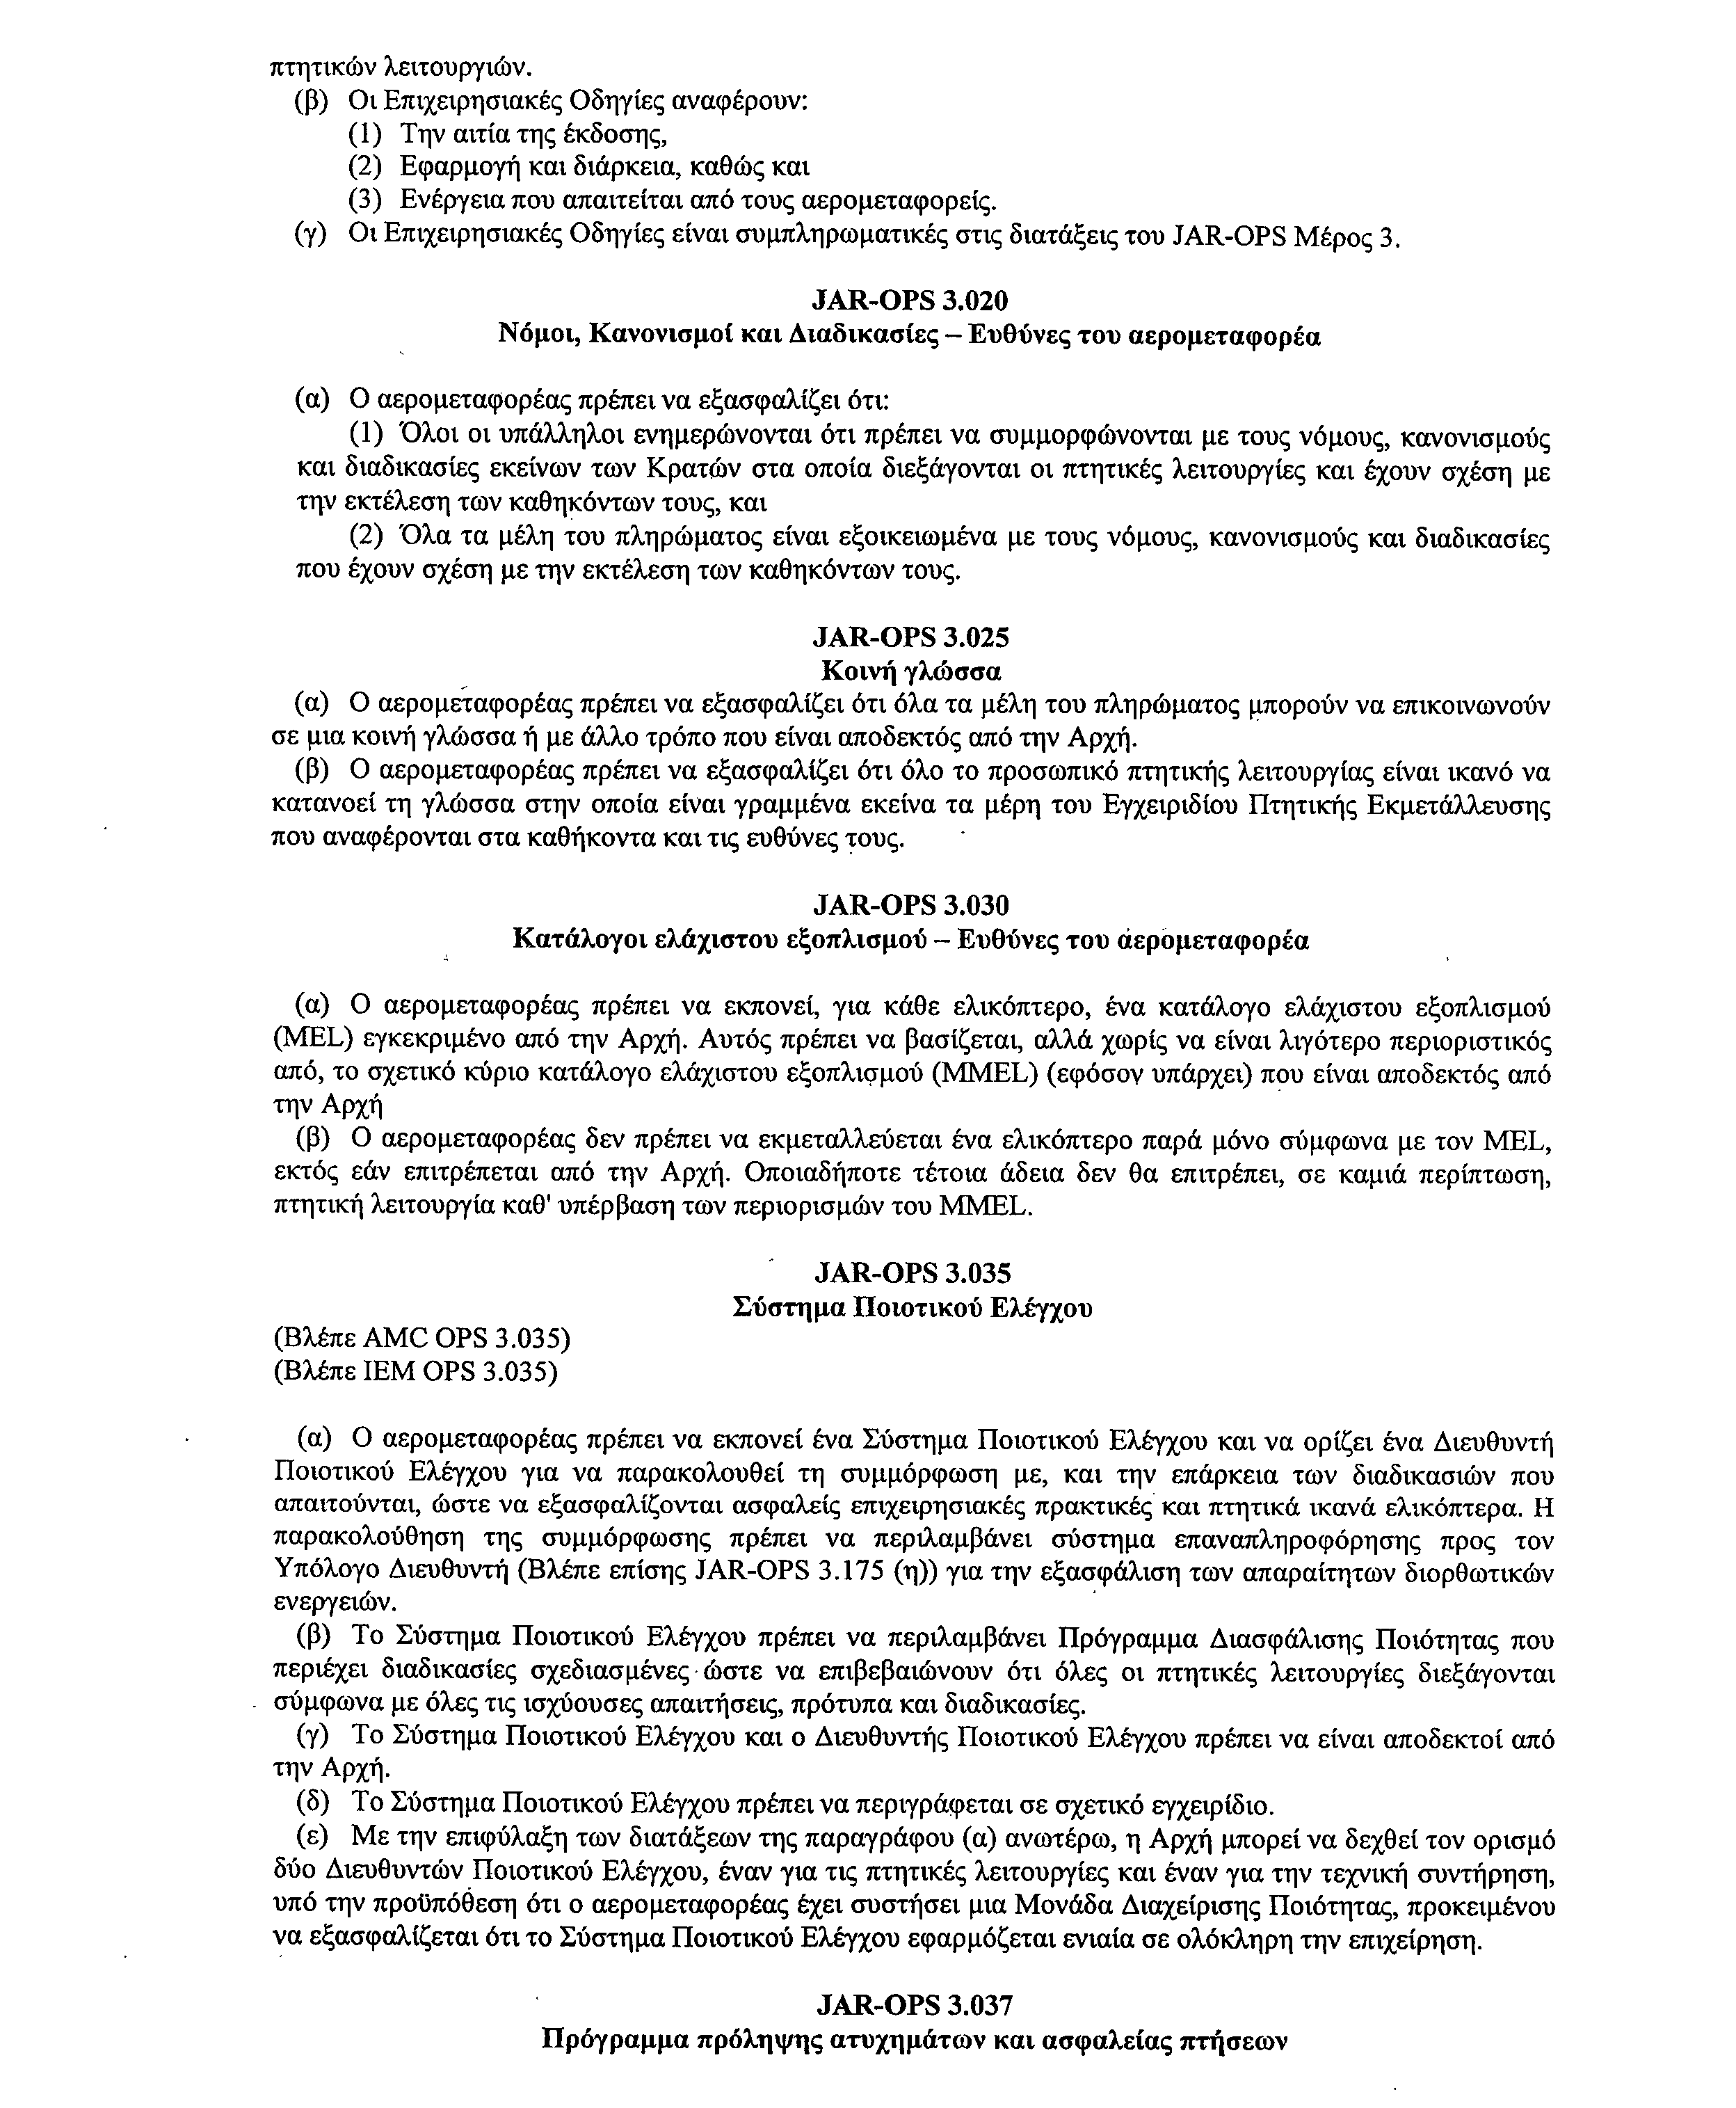 πτητικών λειτουργιών.
(β) Οι Επιχειρησιακές Οδηγίες αναφέρουν:
(1) Την αιτία της έκδοσης,
(2) Εφαρμογή και διάρκεια, καθώς και
(3) Ενέργεια που απαιτείται από τους αερομεταφορείς.
(γ) Οι Επιχειρησιακές Οδηγίες είναι συμπληρωματικές στις διατάξεις του JAR-OPS Μέρος 3.
JAR-OPS 3.020
Νόμοι, Κανονισμοί και Διαδικασίες – Ευθύνες του αερομεταφορέα
(α) Ο αερομεταφορέας πρέπει να εξασφαλίζει ότι:
(1) Όλοι οι υπάλληλοι ενημερώνονται ότι πρέπει να συμμορφώνονται με τους νόμους, κανονισμούς
και διαδικασίες εκείνων των Κρατών στα οποία διεξάγονται οι πτητικές λειτουργίες και έχουν σχέση με
την εκτέλεση των καθηκόντων τους, και
(2) Όλα τα μέλη του πληρώματος είναι εξοικειωμένα με τους νόμους, κανονισμούς και διαδικασίες
που έχουν σχέση με την εκτέλεση των καθηκόντων τους.
JAR-OPS 3.025
Κοινή γλώσσα
(α) Ο αερομεταφορέας πρέπει να εξασφαλίζει ότι όλα τα μέλη του πληρώματος μπορούν να επικοινωνούν
σε μια κοινή γλώσσα ή με άλλο τρόπο που είναι αποδεκτός από την Αρχή.
(β) Ο αερομεταφορέας πρέπει να εξασφαλίζει ότι όλο το προσωπικό πτητικής λειτουργίας είναι ικανό να
κατανοεί τη γλώσσα στην οποία είναι γραμμένα εκείνα τα μέρη του Εγχειριδίου Πτητικής Εκμετάλλευσης
που αναφέρονται στα καθήκοντα και τις ευθύνες τους.
JAR-OPS 3.030
Κατάλογοι ελάχιστου εξοπλισμού – Ευθύνες του αερομεταφορέα
(α) Ο αερομεταφορέας πρέπει να εκπονεί, για κάθε ελικόπτερο, ένα κατάλογο ελάχιστου εξοπλισμού
(MEL) εγκεκριμένο από την Αρχή. Αυτός πρέπει να βασίζεται, αλλά χωρίς να είναι λιγότερο περιοριστικός
από, το σχετικό κύριο κατάλογο ελάχιστου εξοπλισμού (MMEL) (εφόσον υπάρχει) που είναι αποδεκτός από
την Αρχή
(β) Ο αερομεταφορέας δεν πρέπει να εκμεταλλεύεται ένα ελικόπτερο παρά μόνο σύμφωνα με τον MEL,
εκτός εάν επιτρέπεται από την Αρχή. Οποιαδήποτε τέτοια άδεια δεν θα επιτρέπει, σε καμιά περίπτωση,
πτητική λειτουργία καθ' υπέρβαση των περιορισμών του MMEL.
JAR-OPS 3.035
Σύστημα Ποιοτικού Ελέγχου
(Βλέπε AMC OPS 3.035)
(Βλέπε IEM OPS 3.035)
(α) Ο αερομεταφορέας πρέπει να εκπονεί ένα Σύστημα Ποιοτικού Ελέγχου και να ορίζει ένα Διευθυντή
Ποιοτικού Ελέγχου για να παρακολουθεί τη συμμόρφωση με, και την επάρκεια των διαδικασιών που
απαιτούνται, ώστε να εξασφαλίζονται ασφαλείς επιχειρησιακές πρακτικές και πτητικά ικανά ελικόπτερα. Η
παρακολούθηση της συμμόρφωσης πρέπει να περιλαμβάνει σύστημα επαναπληροφόρησης προς τον
Υπόλογο Διευθυντή (Βλέπε επίσης JAR-OPS 3.175 (η)) για την εξασφάλιση των απαραίτητων διορθωτικών
ενεργειών.
(β) Το Σύστημα Ποιοτικού Ελέγχου πρέπει να περιλαμβάνει Πρόγραμμα Διασφάλισης Ποιότητας που
περιέχει διαδικασίες σχεδιασμένες ώστε να επιβεβαιώνουν ότι όλες οι πτητικές λειτουργίες διεξάγονται
σύμφωνα με όλες τις ισχύουσες απαιτήσεις, πρότυπα και διαδικασίες.
(γ) Το Σύστημα Ποιοτικού Ελέγχου και ο Διευθυντής Ποιοτικού Ελέγχου πρέπει να είναι αποδεκτοί από
την Αρχή.
(δ) Το Σύστημα Ποιοτικού Ελέγχου πρέπει να περιγράφεται σε σχετικό εγχειρίδιο.
(ε) Με την επιφύλαξη των διατάξεων της παραγράφου (α) ανωτέρω, η Αρχή μπορεί να δεχθεί τον ορισμό
δύο Διευθυντών Ποιοτικού Ελέγχου, έναν για τις πτητικές λειτουργίες και έναν για την τεχνική συντήρηση,
υπό την προϋπόθεση ότι ο αερομεταφορέας έχει συστήσει μια Μονάδα Διαχείρισης Ποιότητας, προκειμένου
να εξασφαλίζεται ότι το Σύστημα Ποιοτικού Ελέγχου εφαρμόζεται ενιαία σε ολόκληρη την επιχείρηση.
JAR-OPS 3.037
Πρόγραμμα πρόληψης ατυχημάτων και ασφαλείας πτήσεων